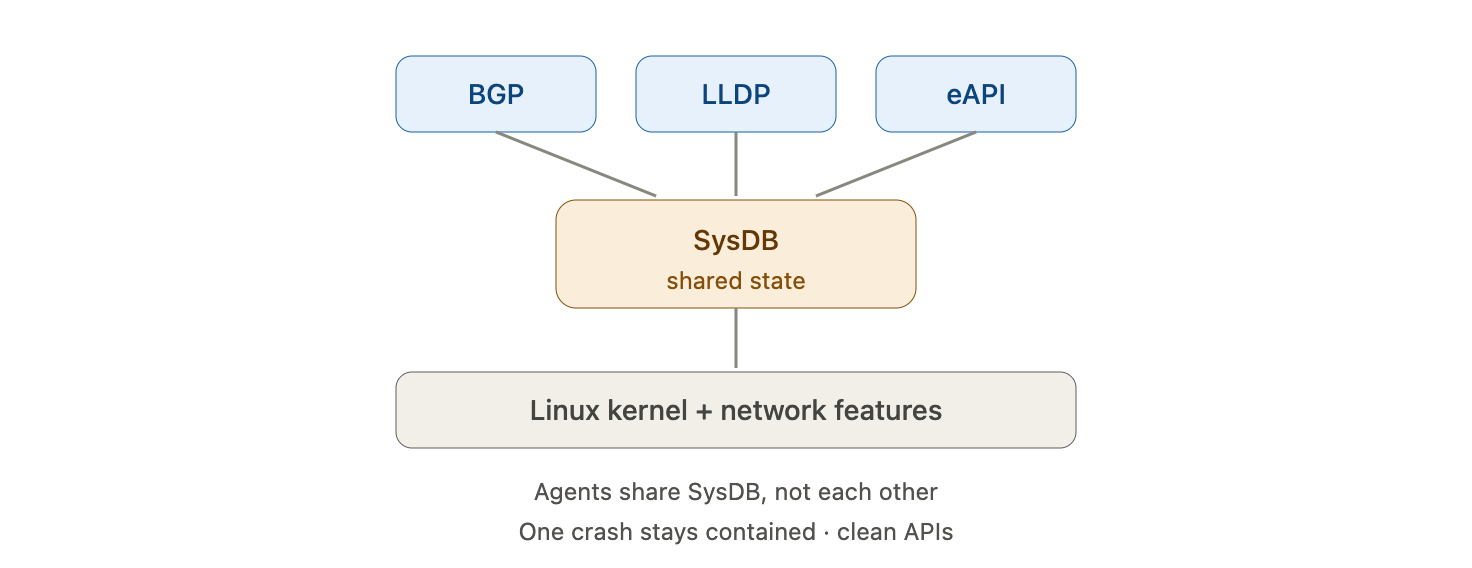 BGP
LLDP
eAPI
SysDB
shared state
Linux kernel + network features
Agents share SysDB, not each other
One crash stays contained · clean APIs